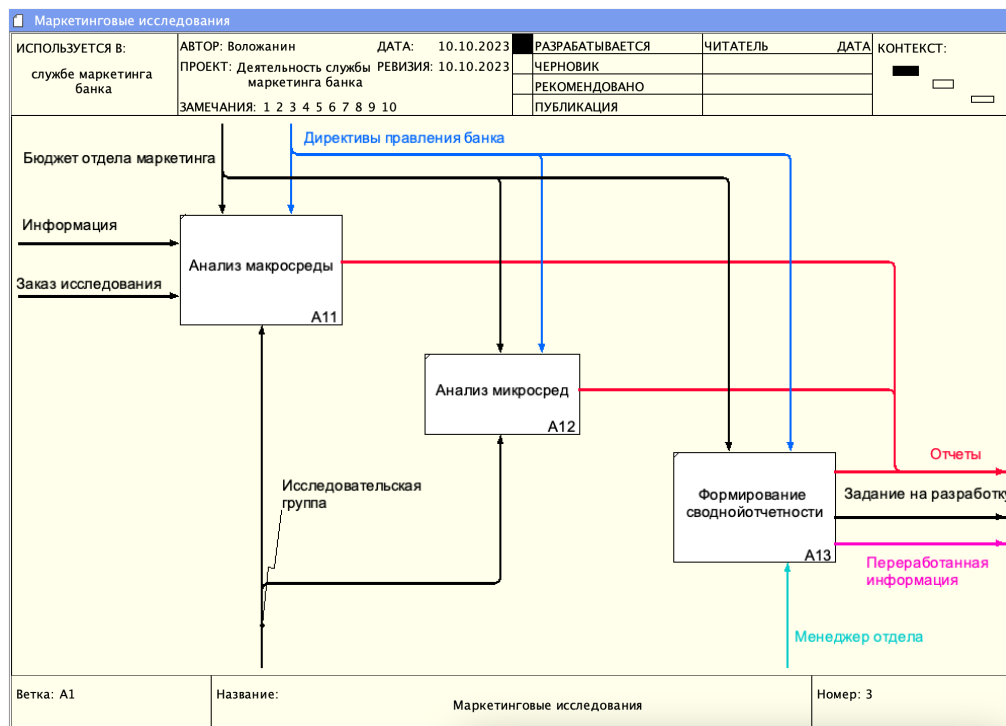 Маркетинговые исследования
ИСПОЛЬЗУЕТСЯ В:
службе маркетинга
банка
АВТОР: Воложанин
ДАТА: 10.10.2023
ПРОЕКТ: Деятельность службы
маркетинга банка
РЕВИЗИЯ: 10.10.2023
ЗАМЕЧАНИЯ: 1 2 3 4 5 6 7 8 9 10
РАЗРАБАТЫВАЕТСЯ
ЧЕРНОВИК
РЕКОМЕНДОВАНО
ПУБЛИКАЦИЯ
ЧИТАТЕЛЬ
ДАТА
КОНТЕКСТ:
Директивы правления банка
Бюджет отдела маркетинга
Информация
Заказ исследования
Анализ макросреды
A11
Анализ микросред
A12
Исследовательская
группа
Формирование
своднойотчетности
A13
Отчеты
Задание на разработку
Переработанная
информация
Менеджер отдела
Ветка: A1
Название:
Маркетинговые исследования
Номер: 3